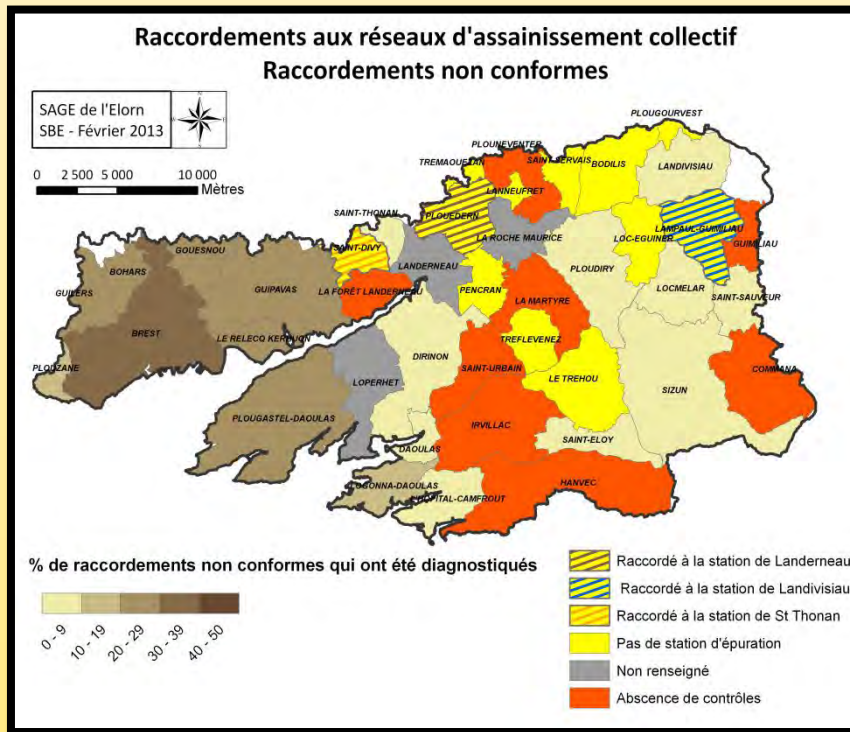 Raccordements aux réseaux d'assainissement collectif
Raccordements non conformes
SAGE de l'Elorn
SBE - Février 2013
0 2 500 5 000 10 000
Mètres
PLOUGOURVEST
PLOUNEVENTER
SAINT-SERVAIS
BODILIS
LANDIVISIAU
TREMAOUEZAN
LANNEUFRET
SAINT-THONAN
PLOUEDERN
LAMPAUL-GUIMILIAU
LA ROCHE MAURICE
LOC-EGUINER
GUIMILIAU
SAINT-DIVY
GOUESNOU
BOHARS
LANDERNEAU
PLOUDIRY
GUILERS
GUIPAVAS
LA FORÊT LANDERNEAU
PENCRAN
LOCMELAR
LA MARTYRE
SAINT-SAUVEUR
BREST
LE RELECQ KERHUON
TREFLEVENEZ
DIRINON
PLOUZANE
SAINT-URBAIN
COMMANA
LOPERHET
LE TREHOU
SIZUN
PLOUGASTEL-DAOULAS
IRVILLAC
SAINT-ELOY
DAOULAS
LOGONNA-DAOULAS
HANVEC
L'HOPITAL-CAMFROUT
% de raccordements non conformes qui ont été diagnostiqués
0 - 9
10 - 19
20 - 29
30 - 39
40 - 50
Raccordé à la station de Landerneau
Raccordé à la station de Landivisiau
Raccordé à la station de St Thonan
Pas de station d'épuration
Non renseigné
Abscence de contrôles